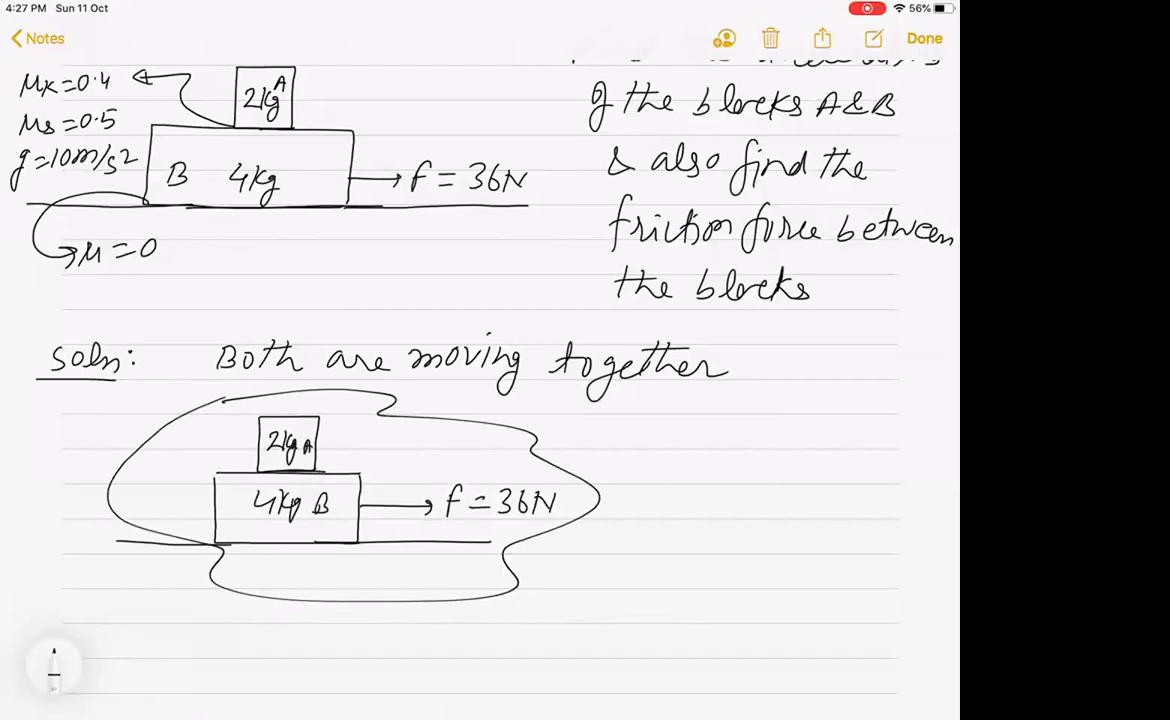 4:27 PM Sun 11 Oct
56%
Notes
Done
μK=0.4
μs=0.5
g=10m/s2
2kg A
B 4kg
f = 36N
μ=0
of the blocks A&B
& also find the
friction force between
the blocks
Soln: Both are moving together
2kg A
4kg B
f = 36N